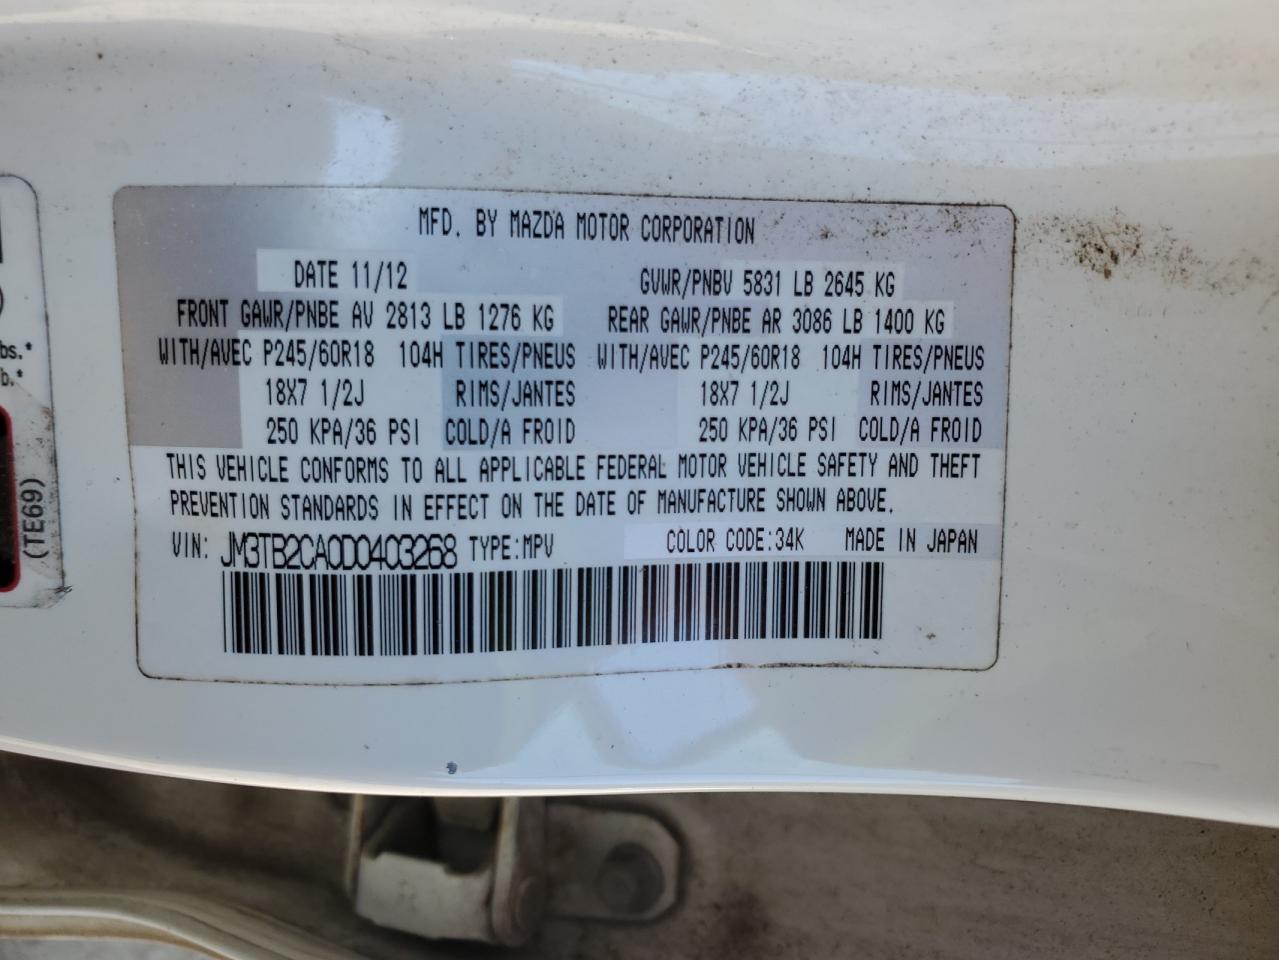 MFD. BY MAZDA MOTOR CORPORATION
DATE 11/12 GVWR/PNBV 5831 LB 2645 KG
FRONT GAWR/PNBE AV 2813 LB 1276 KG REAR GAWR/PNBE AR 3086 LB 1400 KG
WITH/AVEC P245/60R18 104H TIRES/PNEUS WITH/AVEC P245/60R18 104H TIRES/PNEUS
18X7 1/2J RIMS/JANTES 18X7 1/2J RIMS/JANTES
250 KPA/36 PSI COLD/A FROID 250 KPA/36 PSI COLD/A FROID
THIS VEHICLE CONFORMS TO ALL APPLICABLE FEDERAL MOTOR VEHICLE SAFETY AND THEFT
PREVENTION STANDARDS IN EFFECT ON THE DATE OF MANUFACTURE SHOWN ABOVE.
VIN: JM3TB2CA0D0403268 TYPE:MPV COLOR CODE:34K MADE IN JAPAN
bs.*
b.*
(TE69)